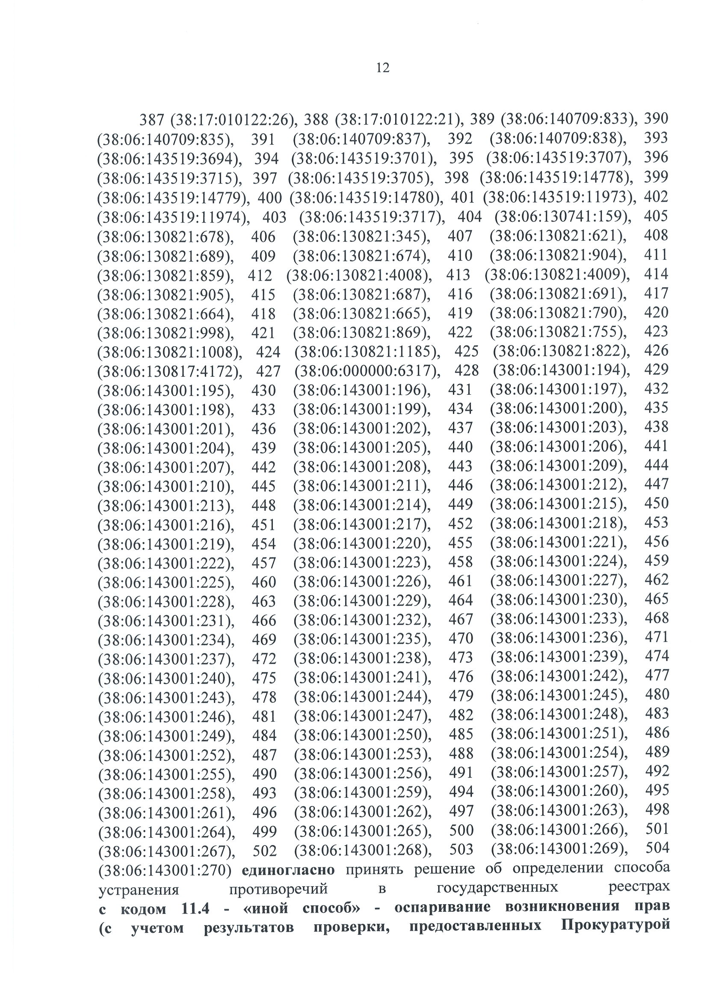 12
387 (38:17:010122:26), 388 (38:17:010122:21), 389 (38:06:140709:833), 390
(38:06:140709:835), 391 (38:06:140709:837), 392 (38:06:140709:838), 393
(38:06:143519:3694), 394 (38:06:143519:3701), 395 (38:06:143519:3707), 396
(38:06:143519:3715), 397 (38:06:143519:3705), 398 (38:06:143519:14778), 399
(38:06:143519:14779), 400 (38:06:143519:14780), 401 (38:06:143519:11973), 402
(38:06:143519:11974), 403 (38:06:143519:3717), 404 (38:06:130741:159), 405
(38:06:130821:678), 406 (38:06:130821:345), 407 (38:06:130821:621), 408
(38:06:130821:689), 409 (38:06:130821:674), 410 (38:06:130821:904), 411
(38:06:130821:859), 412 (38:06:130821:4008), 413 (38:06:130821:4009), 414
(38:06:130821:905), 415 (38:06:130821:687), 416 (38:06:130821:691), 417
(38:06:130821:664), 418 (38:06:130821:665), 419 (38:06:130821:790), 420
(38:06:130821:998), 421 (38:06:130821:869), 422 (38:06:130821:755), 423
(38:06:130821:1008), 424 (38:06:130821:1185), 425 (38:06:130821:822), 426
(38:06:130817:4172), 427 (38:06:000000:6317), 428 (38:06:143001:194), 429
(38:06:143001:195), 430 (38:06:143001:196), 431 (38:06:143001:197), 432
(38:06:143001:198), 433 (38:06:143001:199), 434 (38:06:143001:200), 435
(38:06:143001:201), 436 (38:06:143001:202), 437 (38:06:143001:203), 438
(38:06:143001:204), 439 (38:06:143001:205), 440 (38:06:143001:206), 441
(38:06:143001:207), 442 (38:06:143001:208), 443 (38:06:143001:209), 444
(38:06:143001:210), 445 (38:06:143001:211), 446 (38:06:143001:212), 447
(38:06:143001:213), 448 (38:06:143001:214), 449 (38:06:143001:215), 450
(38:06:143001:216), 451 (38:06:143001:217), 452 (38:06:143001:218), 453
(38:06:143001:219), 454 (38:06:143001:220), 455 (38:06:143001:221), 456
(38:06:143001:222), 457 (38:06:143001:223), 458 (38:06:143001:224), 459
(38:06:143001:225), 460 (38:06:143001:226), 461 (38:06:143001:227), 462
(38:06:143001:228), 463 (38:06:143001:229), 464 (38:06:143001:230), 465
(38:06:143001:231), 466 (38:06:143001:232), 467 (38:06:143001:233), 468
(38:06:143001:234), 469 (38:06:143001:235), 470 (38:06:143001:236), 471
(38:06:143001:237), 472 (38:06:143001:238), 473 (38:06:143001:239), 474
(38:06:143001:240), 475 (38:06:143001:241), 476 (38:06:143001:242), 477
(38:06:143001:243), 478 (38:06:143001:244), 479 (38:06:143001:245), 480
(38:06:143001:246), 481 (38:06:143001:247), 482 (38:06:143001:248), 483
(38:06:143001:249), 484 (38:06:143001:250), 485 (38:06:143001:251), 486
(38:06:143001:252), 487 (38:06:143001:253), 488 (38:06:143001:254), 489
(38:06:143001:255), 490 (38:06:143001:256), 491 (38:06:143001:257), 492
(38:06:143001:258), 493 (38:06:143001:259), 494 (38:06:143001:260), 495
(38:06:143001:261), 496 (38:06:143001:262), 497 (38:06:143001:263), 498
(38:06:143001:264), 499 (38:06:143001:265), 500 (38:06:143001:266), 501
(38:06:143001:267), 502 (38:06:143001:268), 503 (38:06:143001:269), 504
(38:06:143001:270) единогласно принять решение об определении способа
устранения противоречий в государственных реестрах
с кодом 11.4 - «иной способ» - оспаривание возникновения прав
(с учетом результатов проверки, предоставленных Прокуратурой